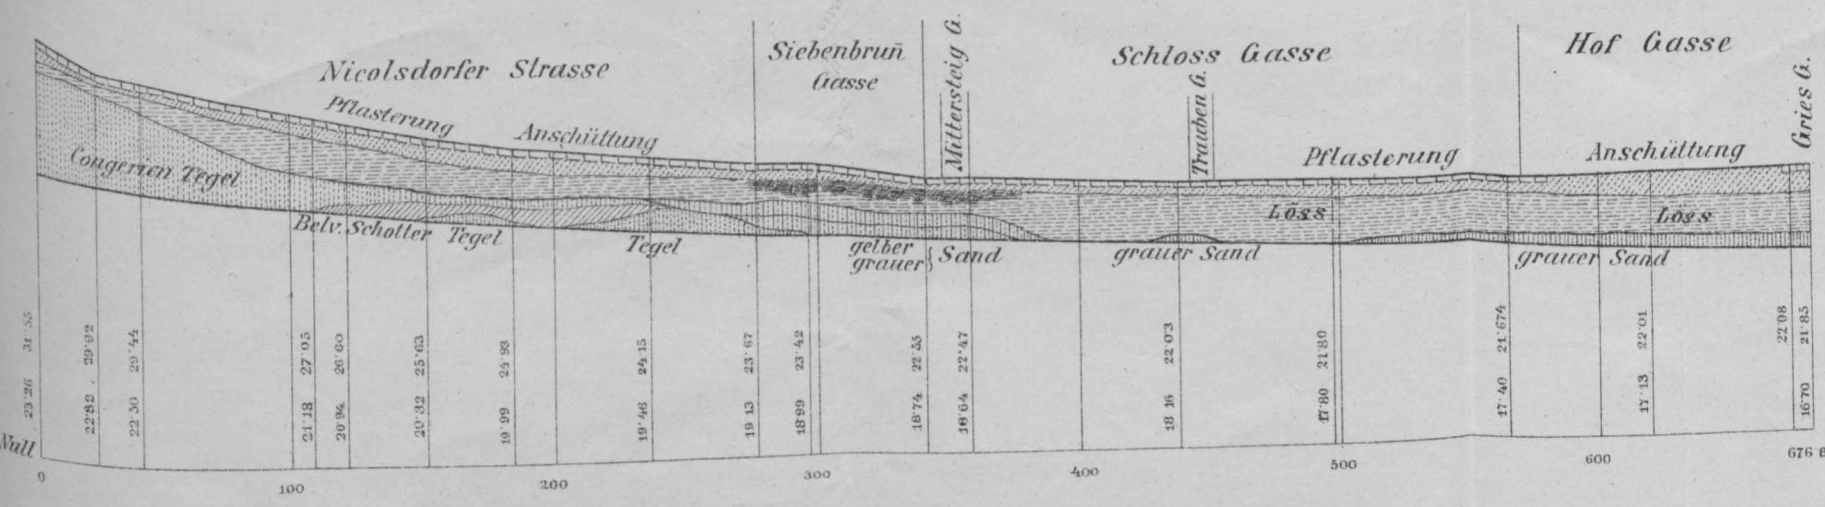 Nicolsdorfer Strasse
Siebenbrun̄
Gasse
Mittersteig G.
Schloss Gasse
Trauben G.
Hof Gasse
Gries G.
Pflasterung
Anschüttung
Pflasterung
Anschüttung
Congerien Tegel
Löss
Löss
Belv. Schotter Tegel
Tegel
gelber
grauer } Sand
grauer Sand
grauer Sand
31·55 29·92 29·44 27·05 26·60 25·63 24·93 24·15 23·67 23·42 22·55 22·47 22·03 21·80 21·674 22·01 22·08 21·85
23·26 22·82 22·50 21·18 20·94 20·32 19·99 19·46 19·13 18·99 18·74 18·64 18·16 17·80 17·40 17·13 16·70
Null
0 100 200 300 400 500 600 676·8